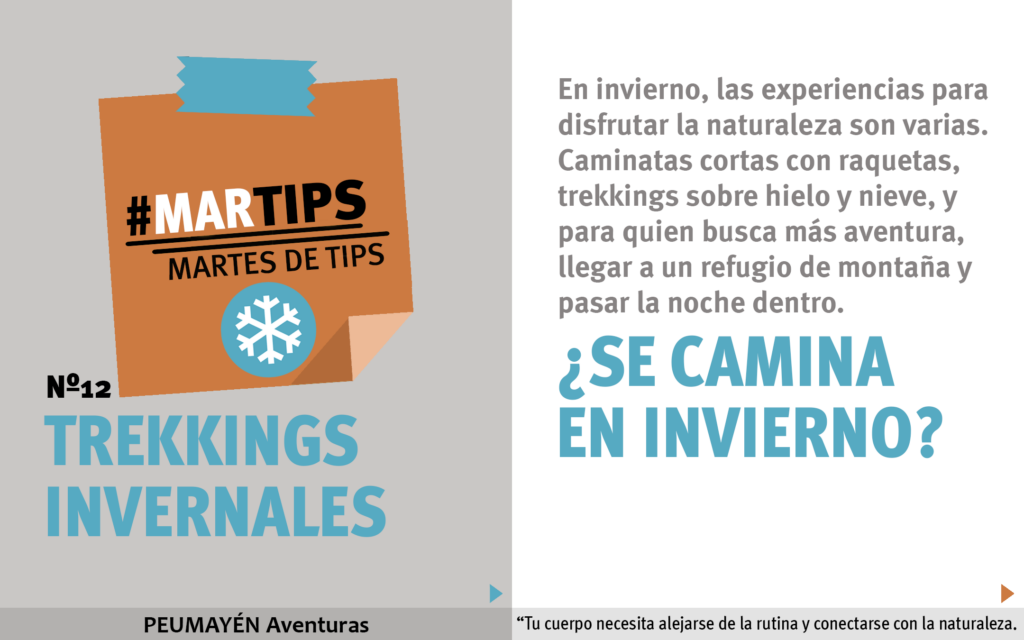 #MARTIPS
MARTES DE TIPS
Nº12
TREKKINGS
INVERNALES
PEUMAYÉN Aventuras
En invierno, las experiencias para
disfrutar la naturaleza son varias.
Caminatas cortas con raquetas,
trekkings sobre hielo y nieve, y
para quien busca más aventura,
llegar a un refugio de montaña y
pasar la noche dentro.
¿SE CAMINA
EN INVIERNO?
“Tu cuerpo necesita alejarse de la rutina y conectarse con la naturaleza.